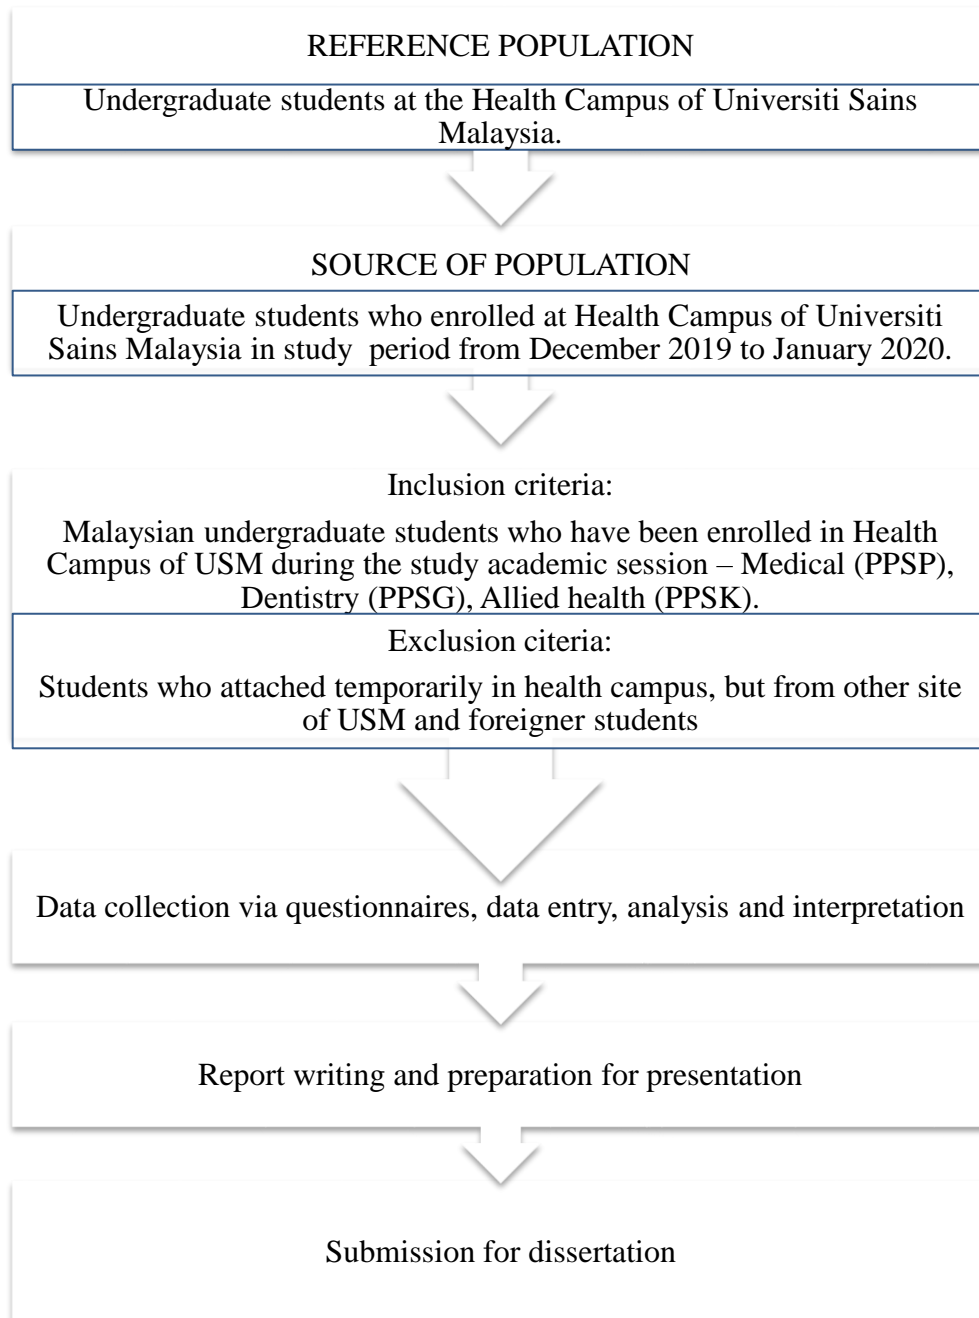 REFERENCE POPULATION
Undergraduate students at the Health Campus of Universiti Sains
Malaysia.
SOURCE OF POPULATION
Undergraduate students who enrolled at Health Campus of Universiti
Sains Malaysia in study period from December 2019 to January 2020.
Inclusion criteria:
Malaysian undergraduate students who have been enrolled in Health
Campus of USM during the study academic session – Medical (PPSP),
Dentistry (PPSG), Allied health (PPSK).
Exclusion citeria:
Students who attached temporarily in health campus, but from other site
of USM and foreigner students
Data collection via questionnaires, data entry, analysis and interpretation
Report writing and preparation for presentation
Submission for dissertation